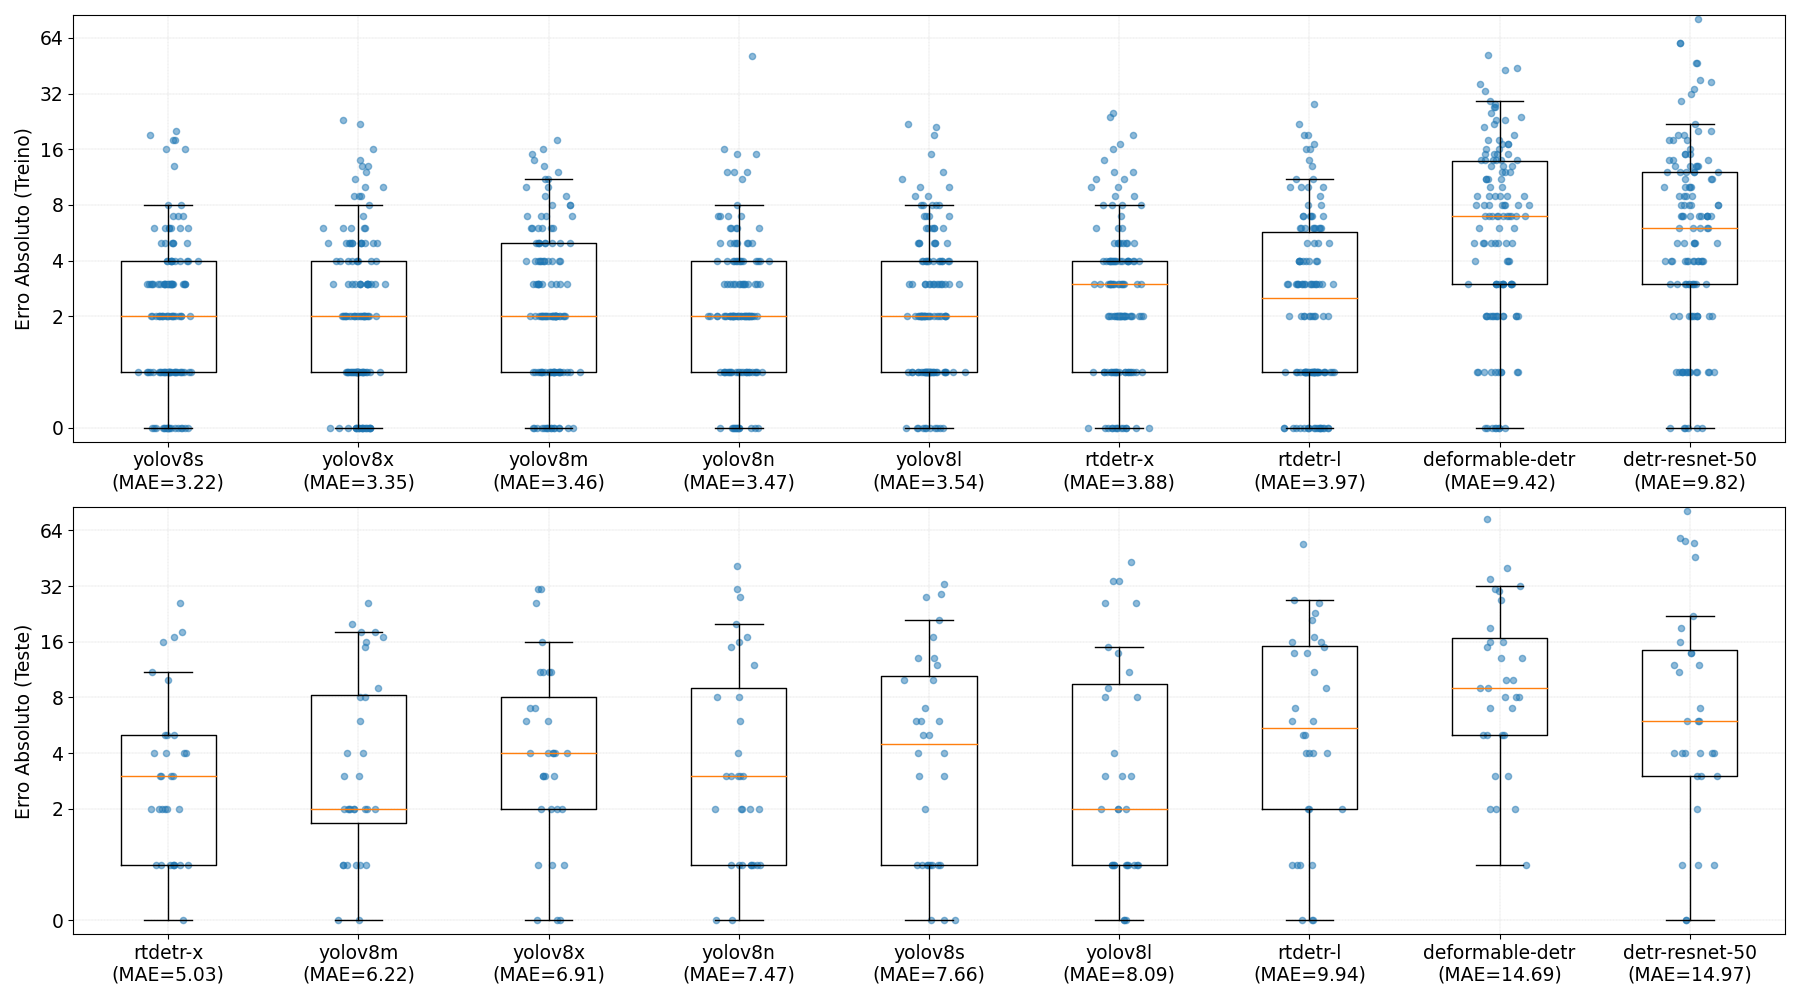 Erro Absoluto (Treino)
64
32
16
8
4
2
0
yolov8s yolov8x yolov8m yolov8n yolov8l rtdetr-x rtdetr-l deformable-detr detr-resnet-50
(MAE=3.22) (MAE=3.35) (MAE=3.46) (MAE=3.47) (MAE=3.54) (MAE=3.88) (MAE=3.97) (MAE=9.42) (MAE=9.82)
Erro Absoluto (Teste)
64
32
16
8
4
2
0
rtdetr-x yolov8m yolov8x yolov8n yolov8s yolov8l rtdetr-l deformable-detr detr-resnet-50
(MAE=5.03) (MAE=6.22) (MAE=6.91) (MAE=7.47) (MAE=7.66) (MAE=8.09) (MAE=9.94) (MAE=14.69) (MAE=14.97)